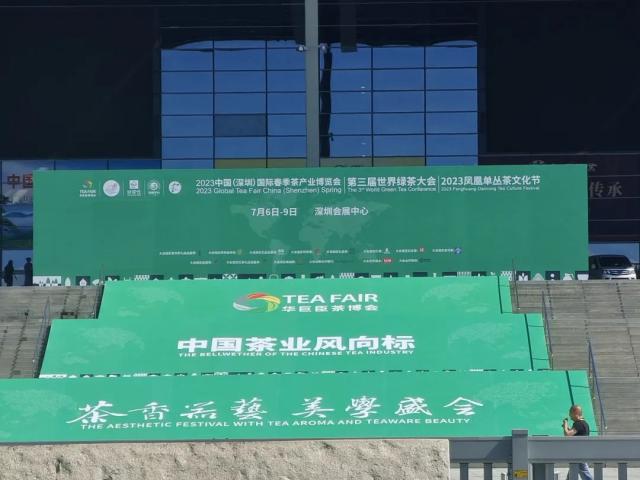 2023中国(深圳)国际春季茶产业博览会 第三届世界绿茶大会 2023凤凰单丛茶文化节
2023 Global Tea Fair China (Shenzhen) Spring The 3rd World Green Tea Conference 2023 Fenghuang Dancong Tea Culture Festival
7月6日-9日 深圳会展中心
TEA FAIR
华巨臣茶博会
中国茶业风向标
THE BELLWETHER OF THE CHINESE TEA INDUSTRY
茶香器藝 美學盛会
THE AESTHETIC FESTIVAL WITH TEA AROMA AND TEAWARE BEAUTY
中国
传承